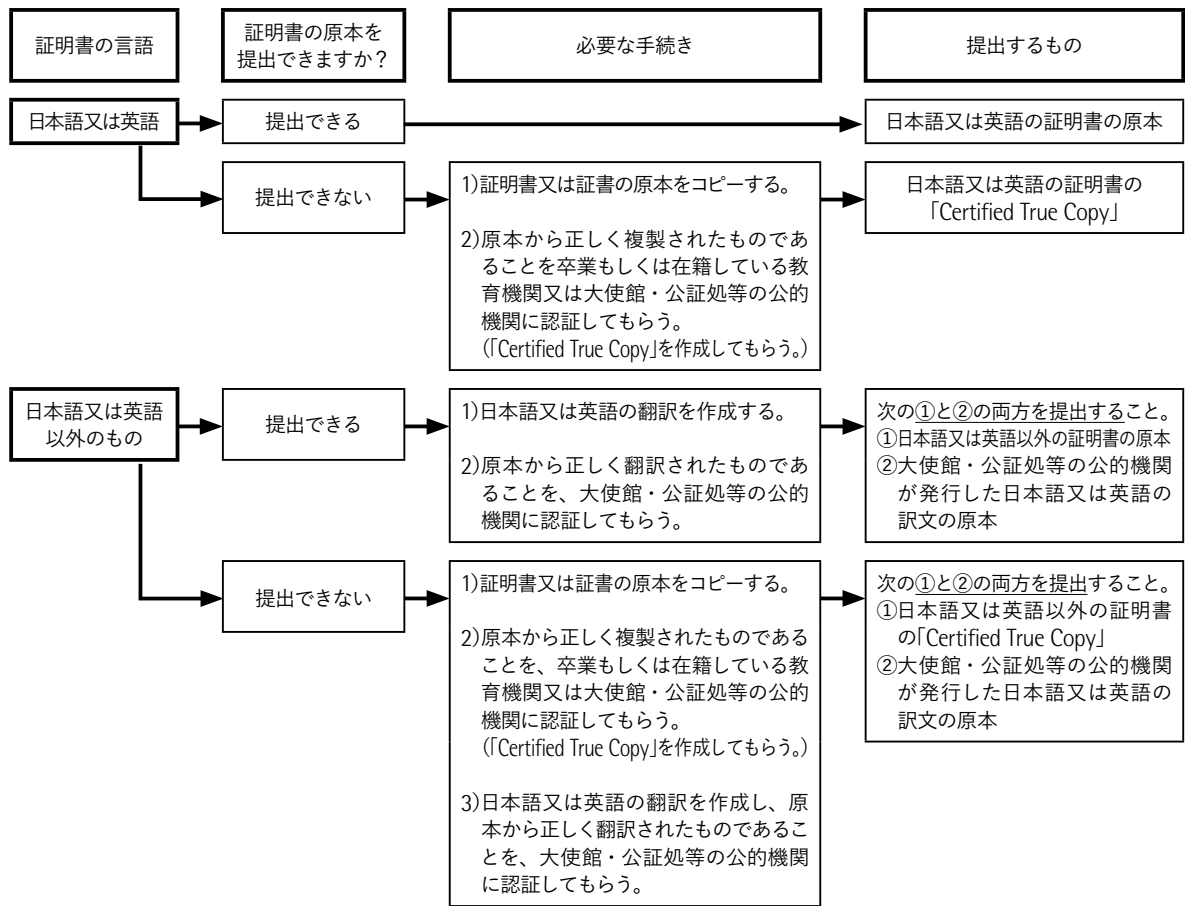 証明書の言語
証明書の原本を
提出できますか？
必要な手続き
提出するもの
日本語又は英語
提出できる
日本語又は英語の証明書の原本
提出できない
1)証明書又は証書の原本をコピーする。
2)原本から正しく複製されたものであ
ることを卒業もしくは在籍している教
育機関又は大使館・公証処等の公的
機関に認証してもらう。
(「Certified True Copy」を作成してもらう。)
日本語又は英語の証明書の
「Certified True Copy」
日本語又は英語
以外のもの
提出できる
1)日本語又は英語の翻訳を作成する。
2)原本から正しく翻訳されたものであ
ることを、大使館・公証処等の公的
機関に認証してもらう。
次の①と②の両方を提出すること。
①日本語又は英語以外の証明書の原本
②大使館・公証処等の公的機関
が発行した日本語又は英語の
訳文の原本
提出できない
1)証明書又は証書の原本をコピーする。
2)原本から正しく複製されたものである
ことを、卒業もしくは在籍している教
育機関又は大使館・公証処等の公的
機関に認証してもらう。
(「Certified True Copy」を作成してもらう。)
3)日本語又は英語の翻訳を作成し、原
本から正しく翻訳されたものであるこ
とを、大使館・公証処等の公的機関
に認証してもらう。
次の①と②の両方を提出すること。
①日本語又は英語以外の証明書
の「Certified True Copy」
②大使館・公証処等の公的機関
が発行した日本語又は英語の
訳文の原本